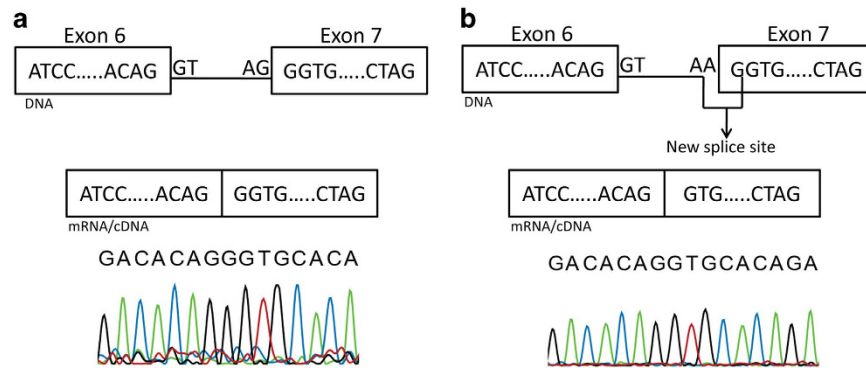 a
Exon 6 Exon 7
ATCC.....ACAG GT AG GGTG.....CTAG
DNA
ATCC.....ACAG GGTG.....CTAG
mRNA/cDNA
GACACAGGGTGCACA
b
Exon 6 Exon 7
ATCC.....ACAG GT AA GGTG.....CTAG
DNA
New splice site
ATCC.....ACAG GTG.....CTAG
mRNA/cDNA
GACACAGGTGCACAGA